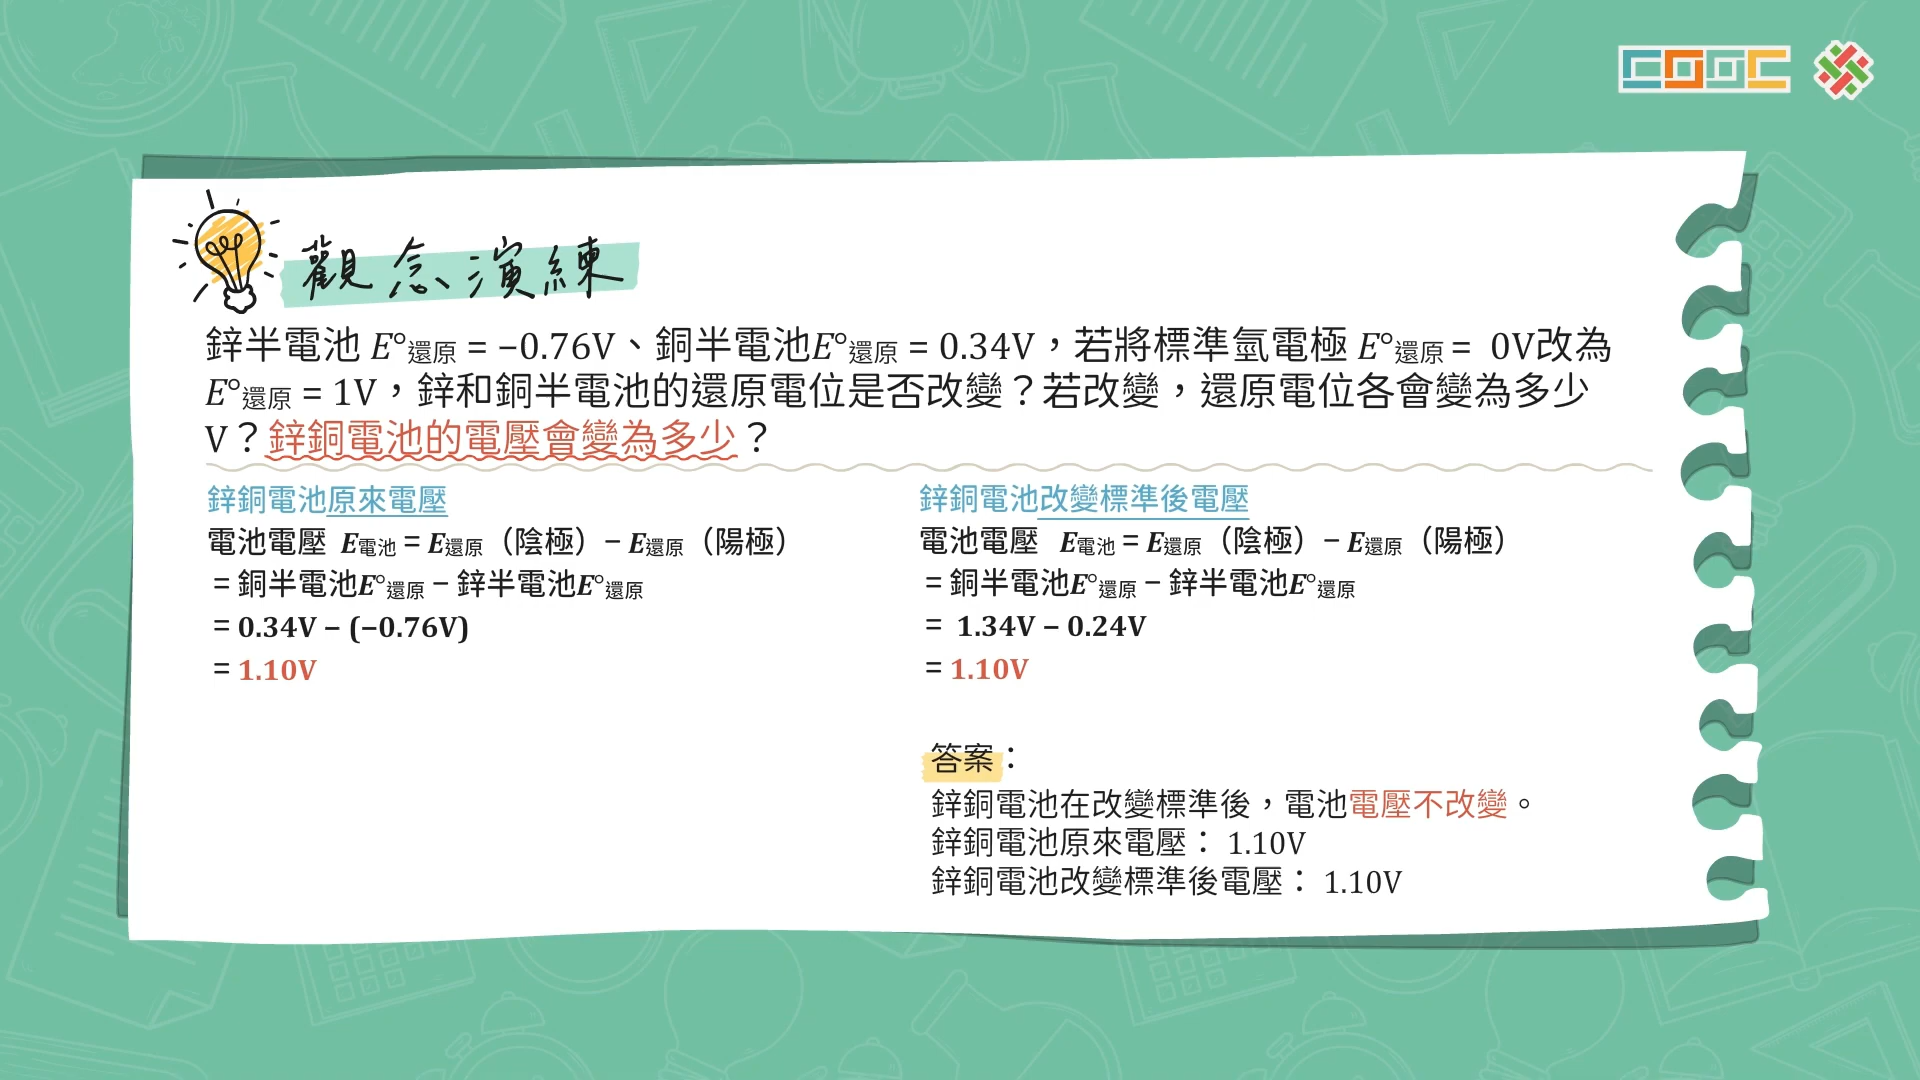 COOC
觀念演練
鋅半電池 E°還原 = −0.76V、銅半電池E°還原 = 0.34V，若將標準氫電極 E°還原 = 0V改為
E°還原 = 1V，鋅和銅半電池的還原電位是否改變？若改變，還原電位各會變為多少
V？鋅銅電池的電壓會變為多少？
鋅銅電池原來電壓
電池電壓 E電池 = E還原（陰極）− E還原（陽極）
= 銅半電池E°還原 − 鋅半電池E°還原
= 0.34V − (−0.76V)
= 1.10V
鋅銅電池改變標準後電壓
電池電壓 E電池 = E還原（陰極）− E還原（陽極）
= 銅半電池E°還原 − 鋅半電池E°還原
= 1.34V − 0.24V
= 1.10V
答案：
鋅銅電池在改變標準後，電池電壓不改變。
鋅銅電池原來電壓： 1.10V
鋅銅電池改變標準後電壓： 1.10V